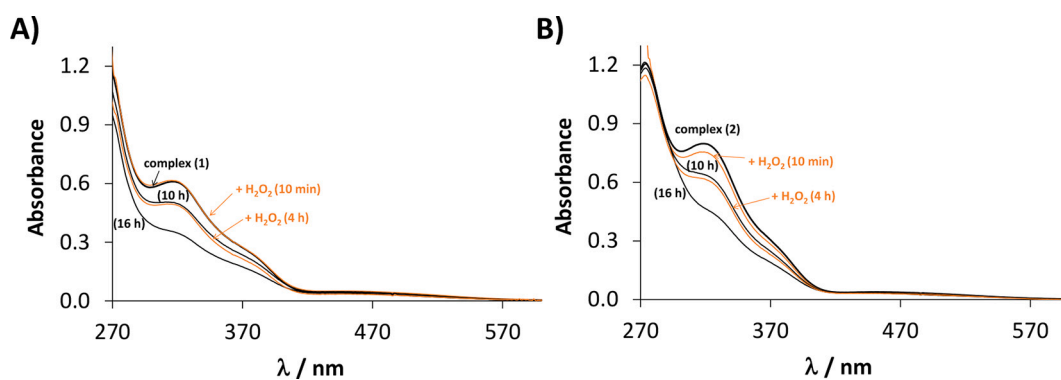 A)
1.2
0.9
0.6
0.3
0.0
Absorbance
complex (1)
(10 h)
(16 h)
+ H₂O₂ (10 min)
+ H₂O₂ (4 h)
270
370
470
570
λ / nm
B)
1.2
0.9
0.6
0.3
0.0
Absorbance
complex (2)
(10 h)
(16 h)
+ H₂O₂ (10 min)
+ H₂O₂ (4 h)
270
370
470
570
λ / nm